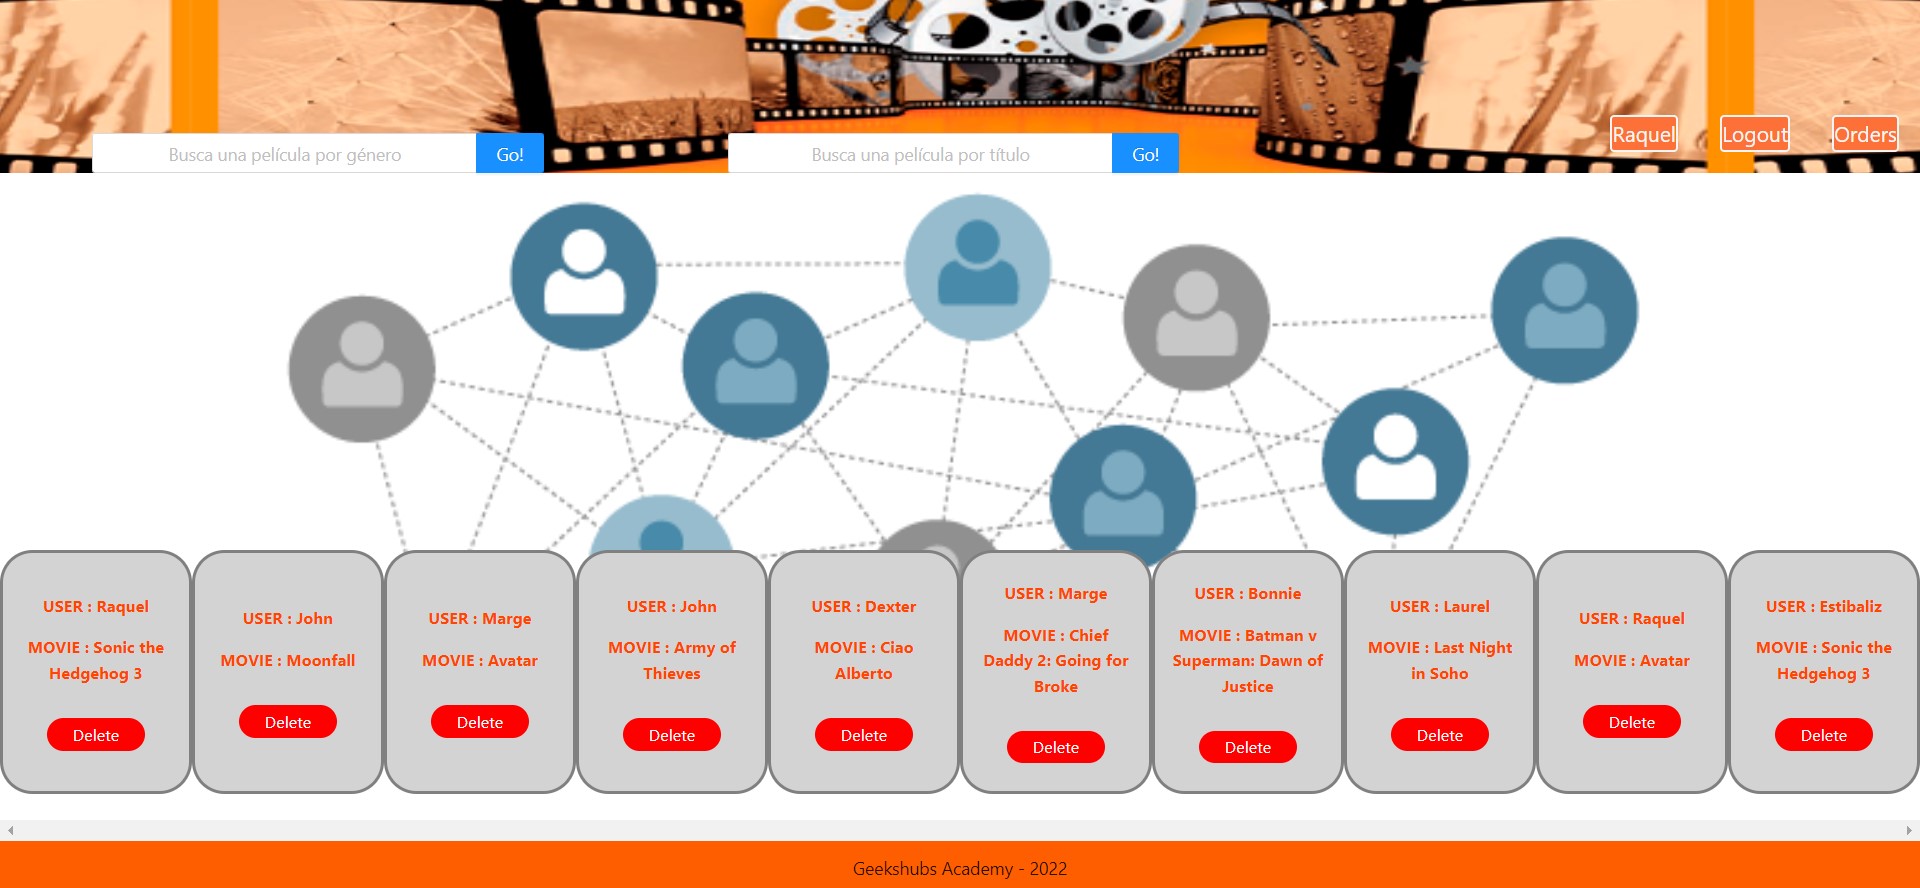 Busca una película por género
Go!
Busca una película por título
Go!
Raquel
Logout
Orders
USER : Raquel
MOVIE : Sonic the
Hedgehog 3
Delete
USER : John
MOVIE : Moonfall
Delete
USER : Marge
MOVIE : Avatar
Delete
USER : John
MOVIE : Army of
Thieves
Delete
USER : Dexter
MOVIE : Ciao
Alberto
Delete
USER : Marge
MOVIE : Chief
Daddy 2: Going for
Broke
Delete
USER : Bonnie
MOVIE : Batman v
Superman: Dawn of
Justice
Delete
USER : Laurel
MOVIE : Last Night
in Soho
Delete
USER : Raquel
MOVIE : Avatar
Delete
USER : Estibaliz
MOVIE : Sonic the
Hedgehog 3
Delete
Geekshubs Academy - 2022